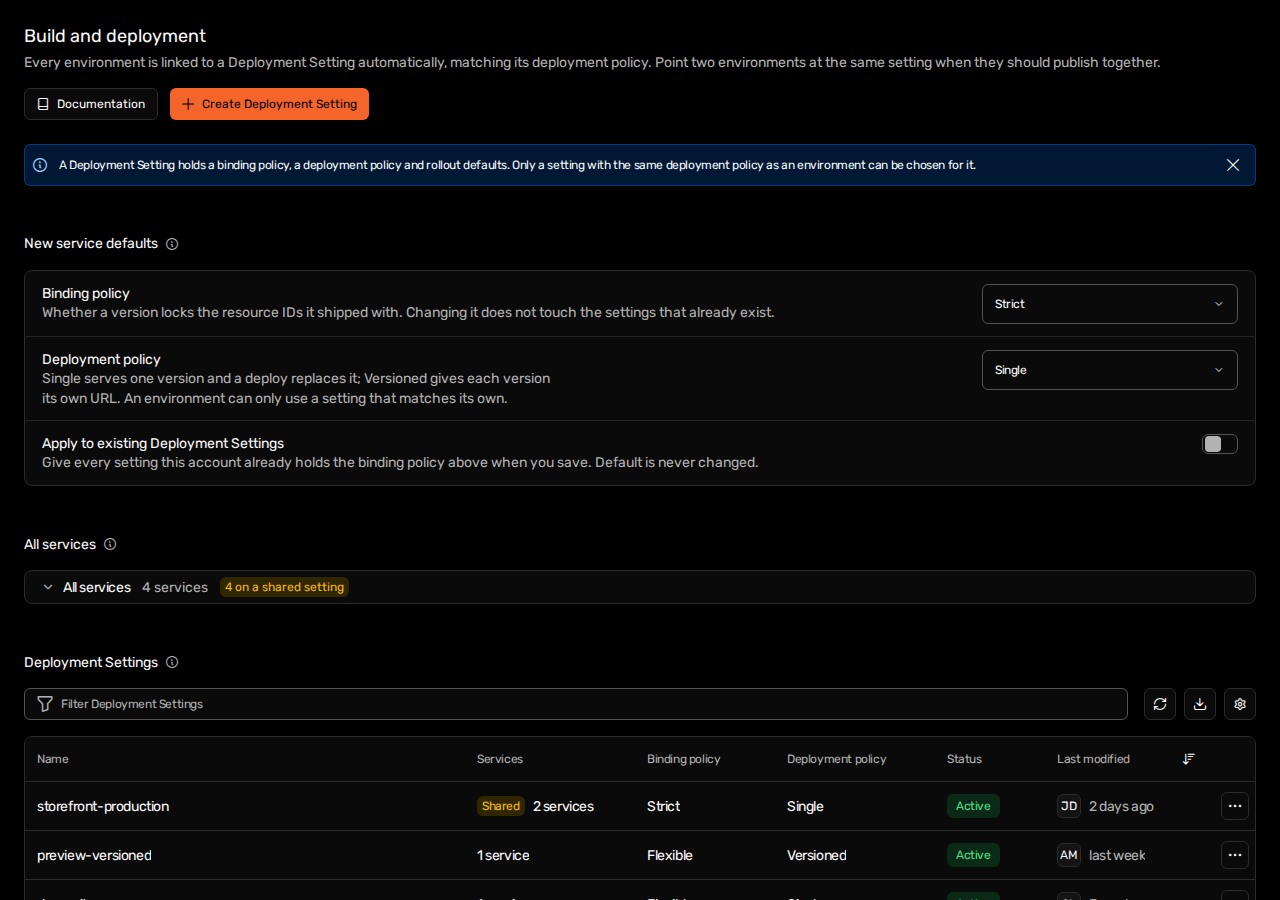 Build and deployment
Every environment is linked to a Deployment Setting automatically, matching its deployment policy. Point two environments at the same setting when they should publish together.
Documentation
Create Deployment Setting
A Deployment Setting holds a binding policy, a deployment policy and rollout defaults. Only a setting with the same deployment policy as an environment can be chosen for it.
New service defaults
Binding policy
Whether a version locks the resource IDs it shipped with. Changing it does not touch the settings that already exist.
Strict
Deployment policy
Single serves one version and a deploy replaces it; Versioned gives each version
its own URL. An environment can only use a setting that matches its own.
Single
Apply to existing Deployment Settings
Give every setting this account already holds the binding policy above when you save. Default is never changed.
All services
All services 4 services 4 on a shared setting
Deployment Settings
Filter Deployment Settings
Name Services Binding policy Deployment policy Status Last modified
storefront-production Shared 2 services Strict Single Active JD 2 days ago
preview-versioned 1 service Flexible Versioned Active AM last week